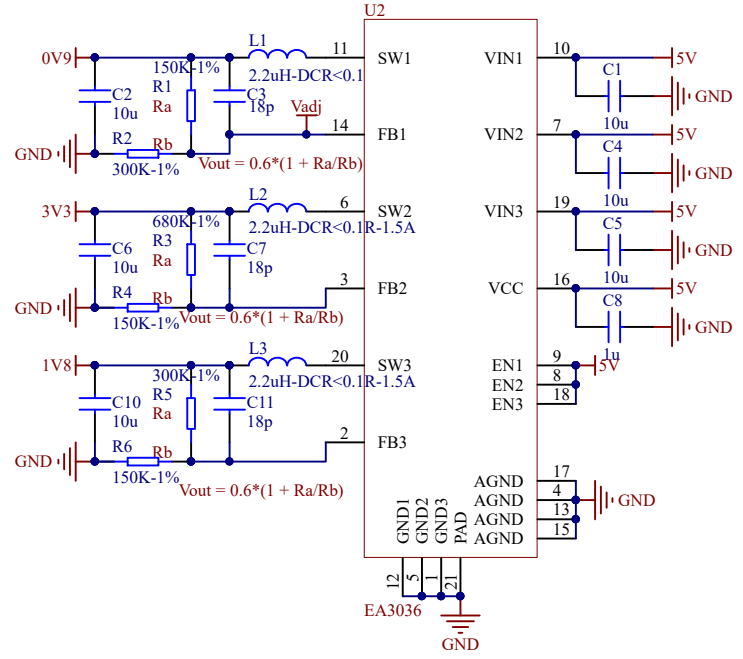 U2
L1
0V9
150K-1%
2.2uH-DCR<0.1
11
SW1
VIN1
10
5V
C2
10u
R1
Ra
C3
18p
Vadj
C1
10u
GND
R2
Rb
300K-1%
GND
14
FB1
VIN2
7
5V
Vout = 0.6*(1 + Ra/Rb)
C4
10u
GND
L2
3V3
680K-1%
2.2uH-DCR<0.1R-1.5A
6
SW2
VIN3
19
5V
C6
10u
R3
Ra
C7
18p
C5
10u
GND
R4
Rb
150K-1%
GND
3
FB2
VCC
16
5V
Vout = 0.6*(1 + Ra/Rb)
C8
1u
GND
L3
1V8
300K-1%
2.2uH-DCR<0.1R-1.5A
20
SW3
EN1
9
5V
EN2
8
EN3
18
C10
10u
R5
Ra
C11
18p
R6
Rb
150K-1%
GND
2
FB3
Vout = 0.6*(1 + Ra/Rb)
AGND
17
AGND
4
GND
AGND
13
AGND
15
GND1
GND2
GND3
PAD
12
5
1
21
EA3036
GND